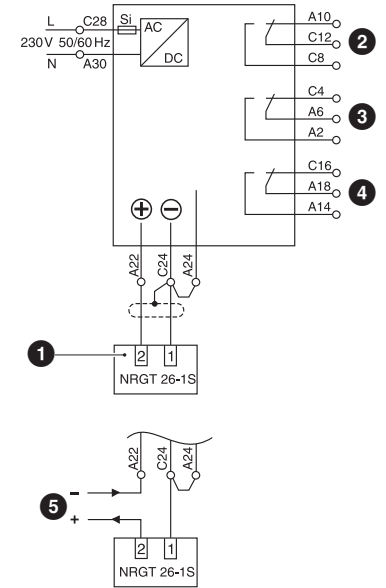 L C28 Si AC A10
230 V 50/60 Hz C12 2
N A30 DC C8
C4
A6 3
A2
C16
A18 4
A14
+ −
A22 C24 A24
1 2 1
NRGT 26-1S
A22 C24 A24
5 −
+
2 1
NRGT 26-1S